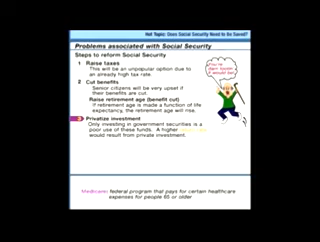 Hot Topic: Does Social Security Need to Be Saved?
Problems associated with Social Security
Steps to reform Social Security
1 Raise taxes
This will be an unpopular option due to
an already high tax rate.
2 Cut benefits
Senior citizens will be very upset if
their benefits are cut.
Raise retirement age (benefit cut)
If retirement age is made a function of life
expectancy, the retirement age will rise.
Privatize investment
Only investing in government securities is a
poor use of these funds. A higher
would result from private investment.
Medicare: federal program that pays for certain healthcare
expenses for people 65 or older